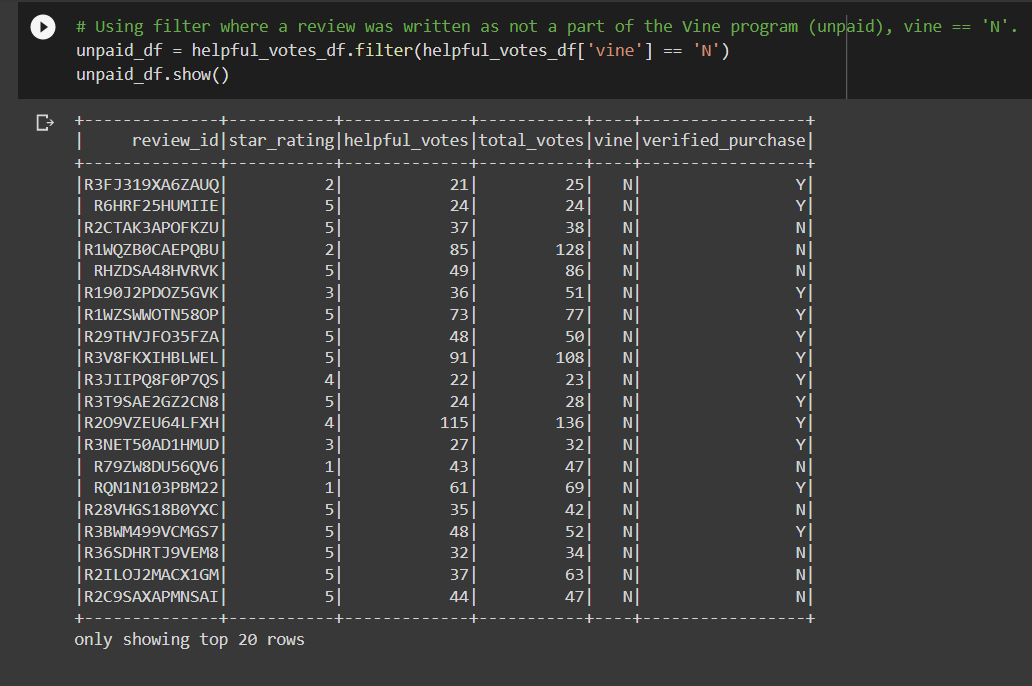 # Using filter where a review was written as not a part of the Vine program (unpaid), vine == 'N'.
unpaid_df = helpful_votes_df.filter(helpful_votes_df['vine'] == 'N')
unpaid_df.show()
+--------------+-----------+-------------+-----------+----+-----------------+
|     review_id|star_rating|helpful_votes|total_votes|vine|verified_purchase|
+--------------+-----------+-------------+-----------+----+-----------------+
|R3FJ319XA6ZAUQ|          2|           21|         25|   N|                Y|
| R6HRF25HUMIIE|          5|           24|         24|   N|                Y|
|R2CTAK3APOFKZU|          5|           37|         38|   N|                N|
|R1WQZB0CAEPQBU|          2|           85|        128|   N|                N|
| RHZDSA48HVRVK|          5|           49|         86|   N|                N|
|R190J2PDOZ5GVK|          3|           36|         51|   N|                Y|
|R1WZSWWOTN58OP|          5|           73|         77|   N|                Y|
|R29THVJFO35FZA|          5|           48|         50|   N|                Y|
|R3V8FKXIHBLWEL|          5|           91|        108|   N|                Y|
|R3JIIPQ8F0P7QS|          4|           22|         23|   N|                Y|
|R3T9SAE2GZ2CN8|          5|           24|         28|   N|                Y|
|R2O9VZEU64LFXH|          4|          115|        136|   N|                Y|
|R3NET50AD1HMUD|          3|           27|         32|   N|                Y|
| R79ZW8DU56QV6|          1|           43|         47|   N|                N|
| RQN1N103PBM22|          1|           61|         69|   N|                Y|
|R28VHGS18B0YXC|          5|           35|         42|   N|                N|
|R3BWM499VCMGS7|          5|           48|         52|   N|                Y|
|R36SDHRTJ9VEM8|          5|           32|         34|   N|                N|
|R2ILOJ2MACX1GM|          5|           37|         63|   N|                N|
|R2C9SAXAPMNSAI|          5|           44|         47|   N|                N|
+--------------+-----------+-------------+-----------+----+-----------------+
only showing top 20 rows